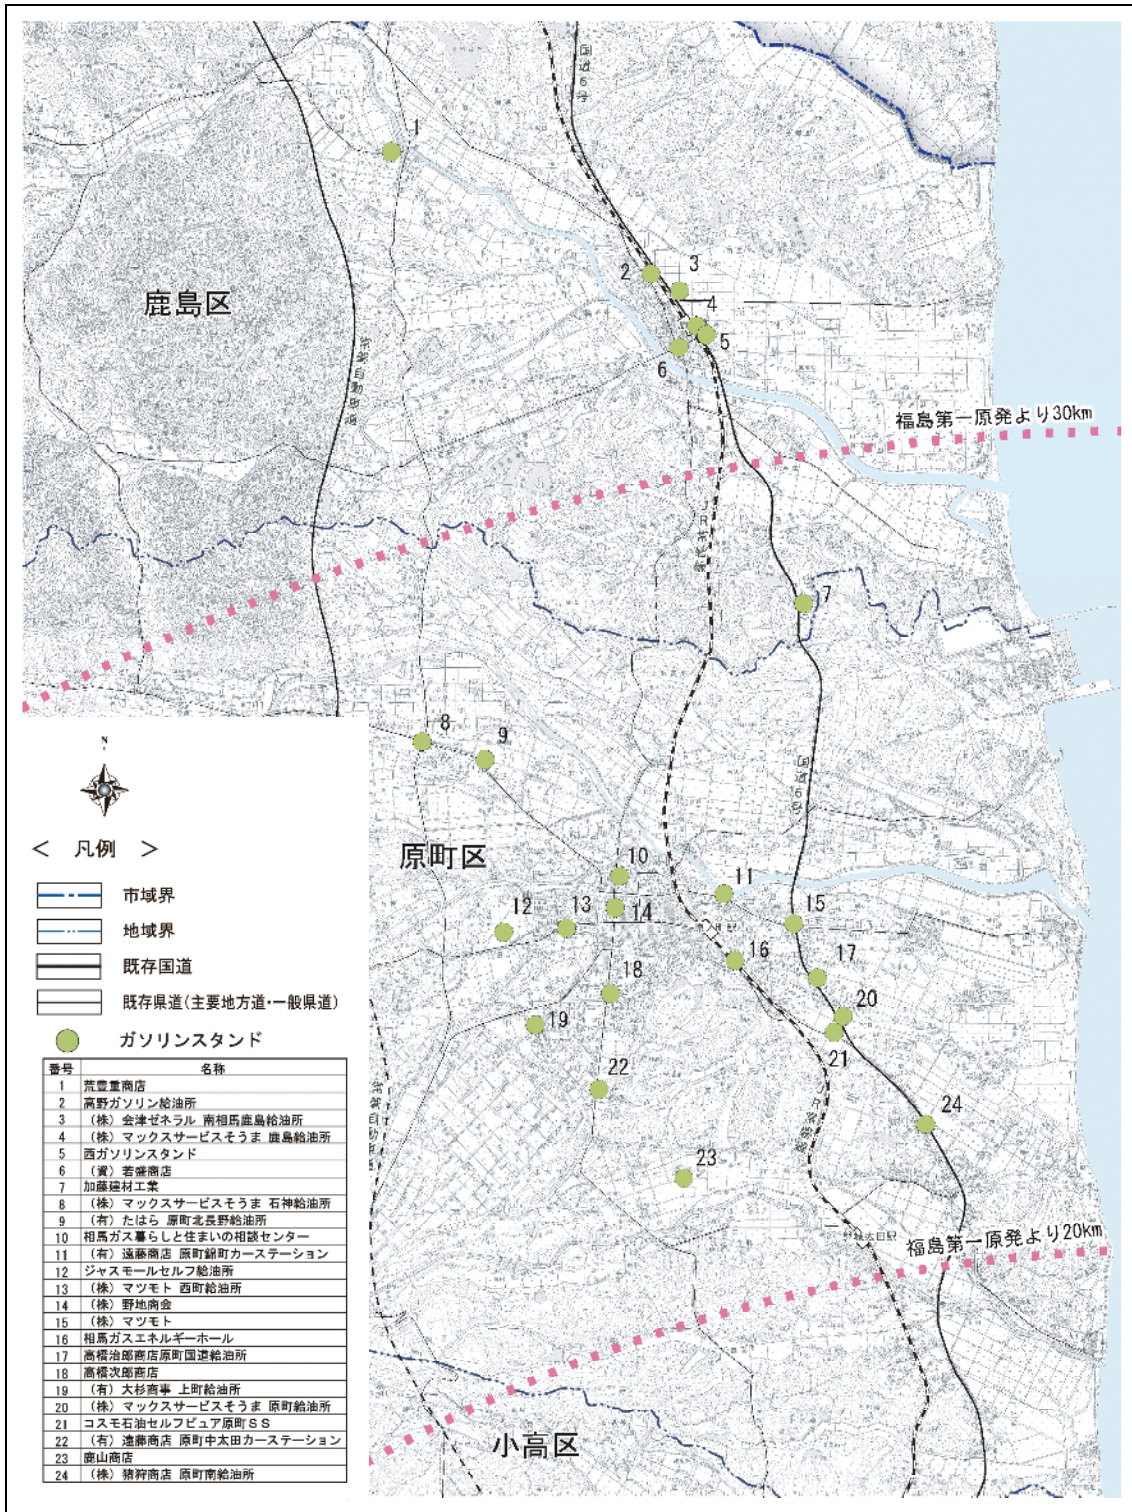 国道6号
1
2
3
鹿島区
4
5
6
常磐自動車道
福島第一原発より30km
JR常磐線
7
8
9
国道6号
N
< 凡例 >
原町区
10
11
市域界
12
13
14
15
地域界
16
既存国道
17
18
既存県道(主要地方道・一般県道)
20
19
ガソリンスタンド
21
番号 名称
22
1 荒豊重商店
2 高野ガソリン給油所
3 (株)会津ゼネラル 南相馬鹿島給油所
24
4 (株)マックスサービスそうま 鹿島給油所
常磐自動車道
JR常磐線
5 西ガソリンスタンド
6 (資)若盛商店
23
7 加藤建材工業
8 (株)マックスサービスそうま 石神給油所
9 (有)たはら 原町北長野給油所
10 相馬ガス暮らしと住まいの相談センター
磐城太田駅
福島第一原発より20km
11 (有)遠藤商店 原町錦町カーステーション
12 ジャスモールセルフ給油所
13 (株)マツモト 西町給油所
14 (株)野地商会
15 (株)マツモト
16 相馬ガスエネルギーホール
17 高橋治郎商店原町国道給油所
18 高橋次郎商店
19 (有)大杉商事 上町給油所
20 (株)マックスサービスそうま 原町給油所
21 コスモ石油セルフピュア原町SS
22 (有)遠藤商店 原町中太田カーステーション
小高区
23 鹿山商店
24 (株)猪狩商店 原町南給油所